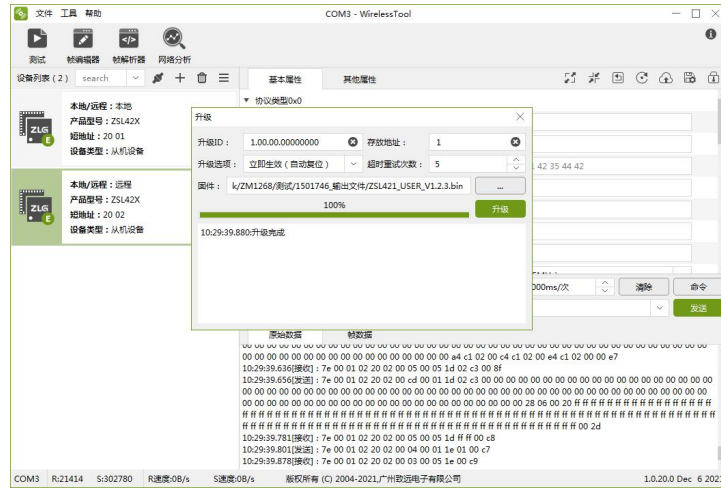 文件 工具 帮助
COM3 - WirelessTool
测试 帧编辑器 帧解析器 网络分析
设备列表 ( 2 ) search
基本属性 其他属性
协议类型0x0
本地/远程：本地
产品型号：ZSL42X
短地址：20 01
设备类型：从机设备
ZLG
E
本地/远程：远程
产品型号：ZSL42X
短地址：20 02
设备类型：从机设备
ZLG
E
升级
升级ID： 1.00.00.00000000 存放地址： 1
升级选项： 立即生效 ( 自动复位 ) 超时重试次数： 5
固件： k/ZM1268/测试/1501746_输出文件/ZSL421_USER_V1.2.3.bin ...
100%
升级
10:29:39.880:升级完成
42 35 44 42
000ms/次 清除 命令
发送
原始数据 帧数据
00 00 00 00 00 00 00 00 00 00 00 00 00 00 00 00 00 00 a4 c1 02 00 c4 c1 02 00 e4 c1 02 00 00 e7
10:29:39.636[接收]：7e 00 01 02 20 02 00 05 00 05 1d 02 c3 00 8f
10:29:39.656[发送]：7e 00 01 02 20 02 00 cd 00 01 1d 02 c3 00 00 00 00 00 00 00 00 00 00 00 00 00 00 00 00
10:29:39.781[接收]：7e 00 01 02 20 02 00 05 00 05 1d ff ff 00 c8
10:29:39.801[发送]：7e 00 01 02 20 02 00 04 00 01 1e 01 00 c7
10:29:39.878[接收]：7e 00 01 02 20 02 00 03 00 05 1e 00 c9
COM3 R:21414 S:302780 R速度:0B/s S速度:0B/s 版权所有 (C) 2004-2021,广州致远电子有限公司 1.0.20.0 Dec 6 202